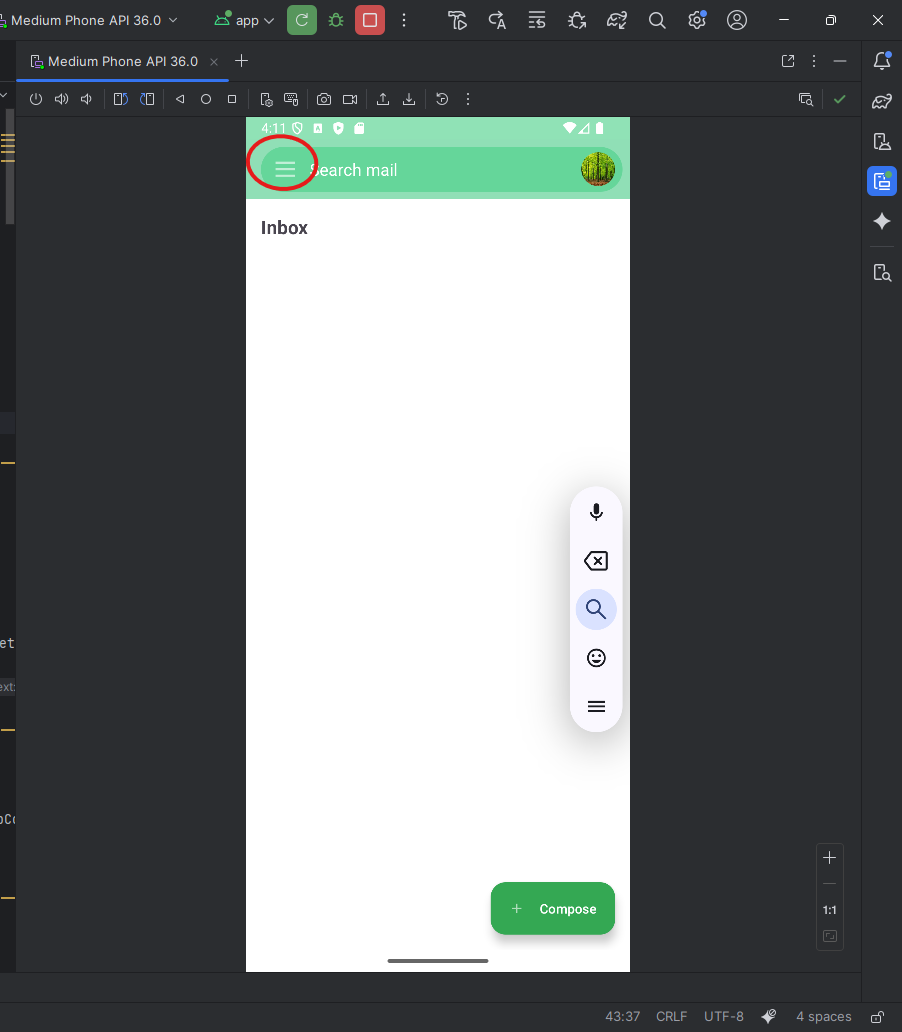 Medium Phone API 36.0
app
Medium Phone API 36.0
4:11
Search mail
Inbox
et
ext:
Compose
1:1
43:37 CRLF UTF-8 4 spaces